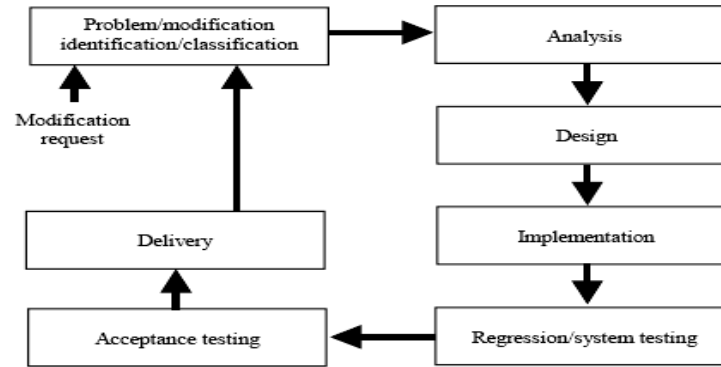 Problem/modification
identification/classification
Analysis
Modification
request
Design
Delivery
Implementation
Acceptance testing
Regression/system testing